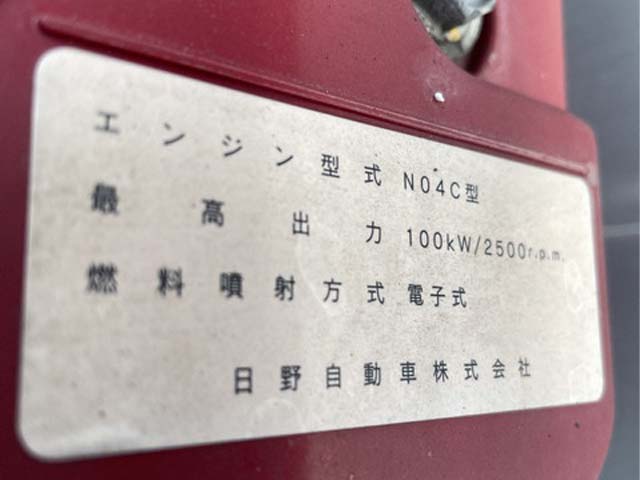 エンジン型式 N04C型
最高出力 100kW/2500r.p.m.
燃料噴射方式 電子式
日野自動車株式会社